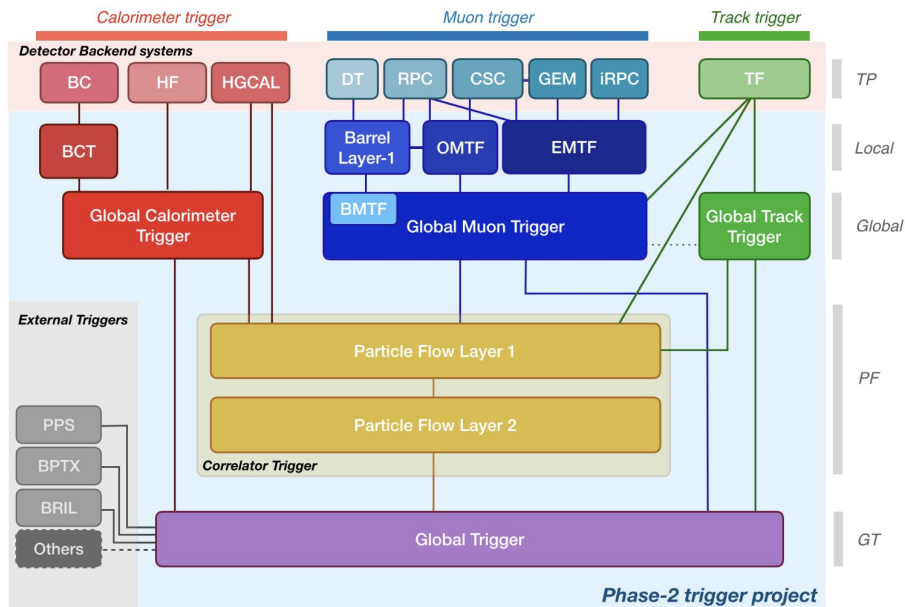 Calorimeter trigger
Muon trigger
Track trigger
Detector Backend systems
BC
HF
HGCAL
DT
RPC
CSC
GEM
iRPC
TF
TP
BCT
Barrel
Layer-1
OMTF
EMTF
Local
Global Calorimeter
Trigger
BMTF
Global Muon Trigger
Global Track
Trigger
Global
External Triggers
Particle Flow Layer 1
Particle Flow Layer 2
Correlator Trigger
PF
PPS
BPTX
BRIL
Others
Global Trigger
GT
Phase-2 trigger project